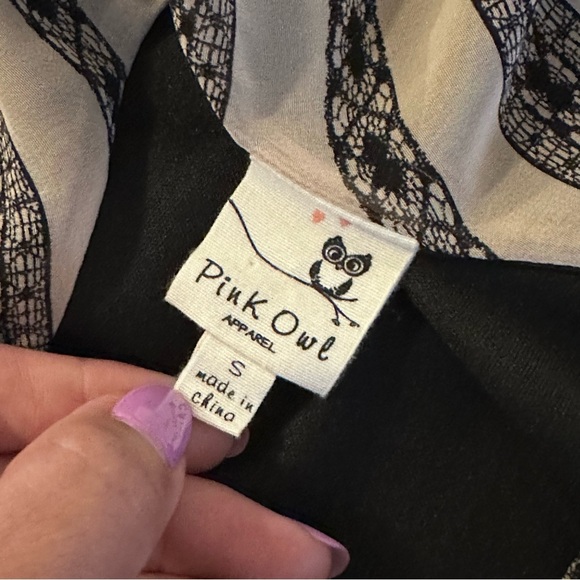 Pink Owl
APPAREL
S
made in
china